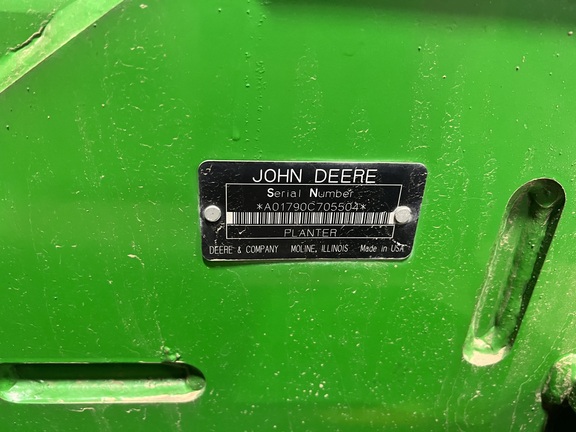 JOHN DEERE
Serial Number
*A01790C705504*
PLANTER
DEERE & COMPANY MOLINE, ILLINOIS Made in USA